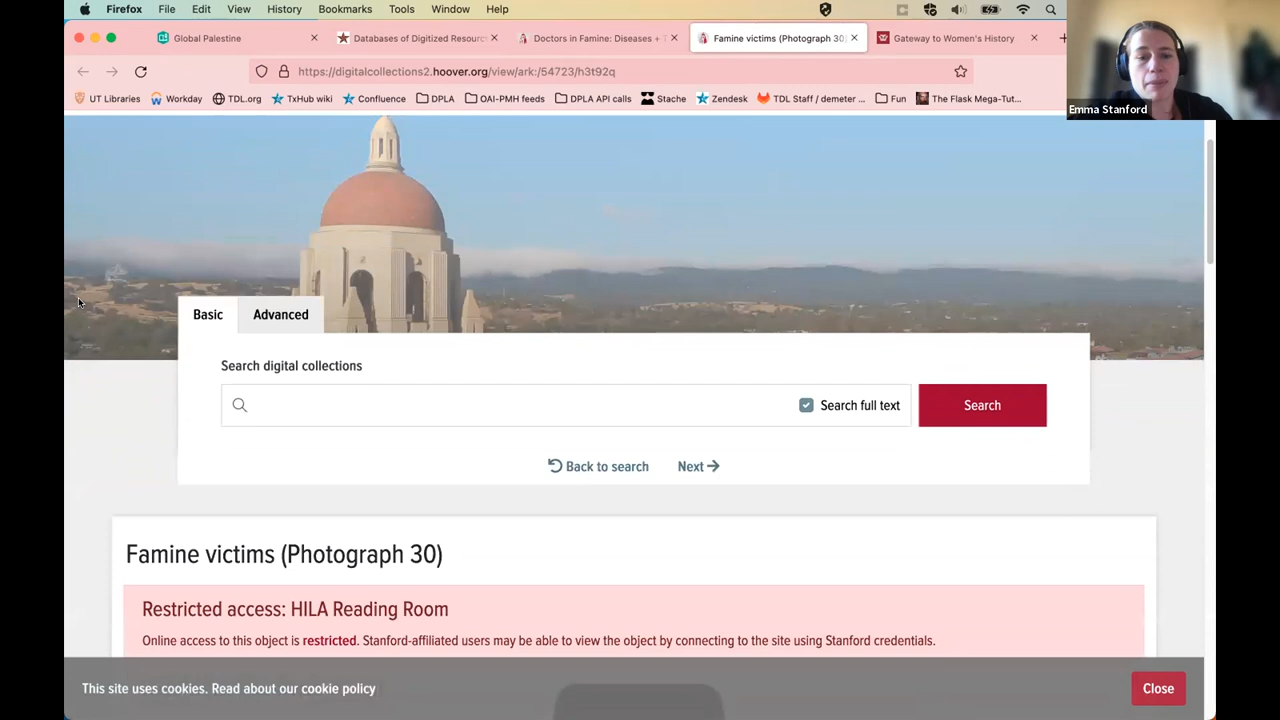 Firefox File Edit View History Bookmarks Tools Window Help
Global Palestine
Databases of Digitized Resourc
Doctors in Famine: Diseases +
Famine victims (Photograph 30)
Gateway to Women's History
https://digitalcollections2.hoover.org/view/ark:/54723/h3t92q
UT Libraries Workday TDL.org TxHub wiki Confluence DPLA OAI-PMH feeds DPLA API calls Stache Zendesk TDL Staff / demeter ... Fun The Flask Mega-Tut...
Emma Stanford
Basic Advanced
Search digital collections
Search full text Search
Back to search Next
Famine victims (Photograph 30)
Restricted access: HILA Reading Room
Online access to this object is restricted. Stanford-affiliated users may be able to view the object by connecting to the site using Stanford credentials.
This site uses cookies. Read about our cookie policy
Close